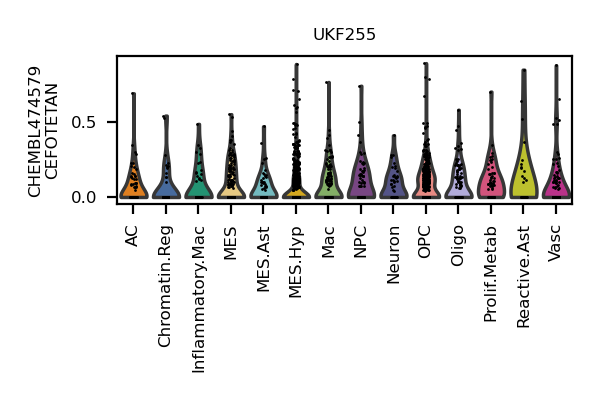 UKF255
CHEMBL474579
CEFOTETAN
0.5
0.0
AC
Chromatin.Reg
Inflammatory.Mac
MES
MES.Ast
MES.Hyp
Mac
NPC
Neuron
OPC
Oligo
Prolif.Metab
Reactive.Ast
Vasc